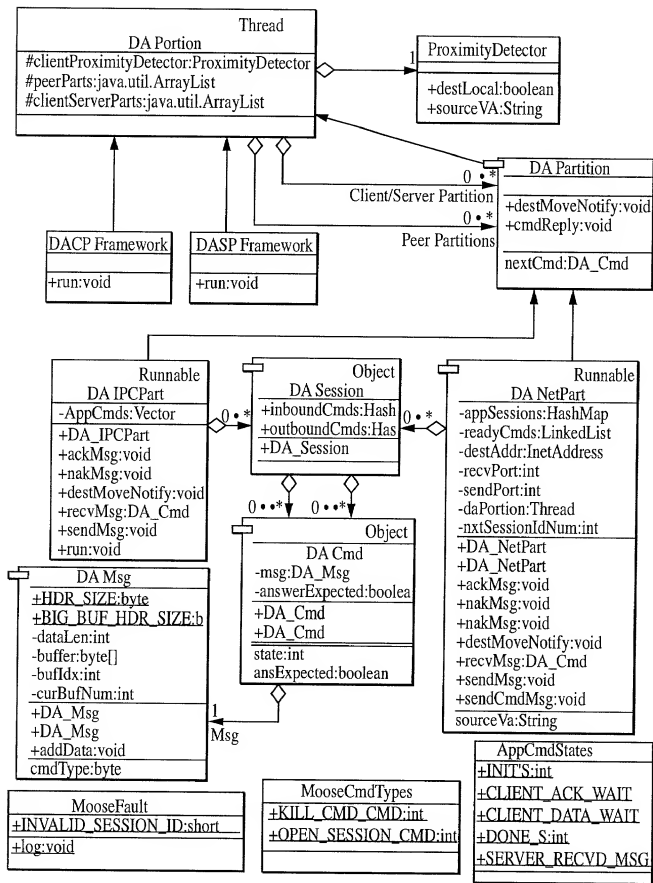 Thread
DA Portion
#clientProximityDetector:ProximityDetector
#peerParts:java.util.ArrayList
#clientServerParts:java.util.ArrayList
1
ProximityDetector
+destLocal:boolean
+sourceVA:String
DA Partition
+destMoveNotify:void
+cmdReply:void
nextCmd:DA_Cmd
0•*
Client/Server Partition
0•*
Peer Partitions
DACP Framework
+run:void
DASP Framework
+run:void
Runnable
DA IPCPart
-AppCmds:Vector
+DA_IPCPart
+ackMsg:void
+nakMsg:void
+destMoveNotify:void
+recvMsg:DA_Cmd
+sendMsg:void
+run:void
0•*
Object
DA Session
+inboundCmds:Hash
+outboundCmds:Has
+DA_Session
0•*
Runnable
DA NetPart
-appSessions:HashMap
-readyCmds:LinkedList
-destAddr:InetAddress
-recvPort:int
-sendPort:int
-daPortion:Thread
-nxtSessionIdNum:int
+DA_NetPart
+DA_NetPart
+ackMsg:void
+nakMsg:void
+nakMsg:void
+destMoveNotify:void
+recvMsg:DA_Cmd
+sendMsg:void
+sendCmdMsg:void
sourceVa:String
0••*
0••*
Object
DA Cmd
-msg:DA_Msg
-answerExpected:boolea
+DA_Cmd
+DA_Cmd
state:int
ansExpected:boolean
DA Msg
+HDR_SIZE:byte
+BIG_BUF_HDR_SIZE:b
-dataLen:int
-buffer:byte[]
-bufIdx:int
-curBufNum:int
+DA_Msg
+DA_Msg
+addData:void
cmdType:byte
1
Msg
MooseFault
+INVALID_SESSION_ID:short
+log:void
MooseCmdTypes
+KILL_CMD_CMD:int
+OPEN_SESSION_CMD:int
AppCmdStates
+INIT'S:int
+CLIENT_ACK_WAIT
+CLIENT_DATA_WAIT
+DONE_S:int
+SERVER_RECVD_MSG